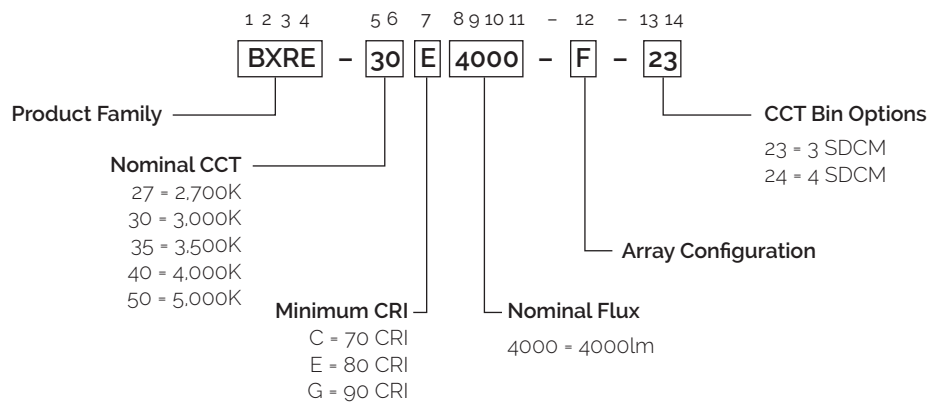 1 2 3 4 5 6 7 8 9 10 11 – 12 – 13 14
BXRE – 30 E 4000 – F – 23
Product Family
CCT Bin Options
23 = 3 SDCM
24 = 4 SDCM
Nominal CCT
27 = 2,700K
30 = 3,000K
35 = 3,500K
40 = 4,000K
50 = 5,000K
Array Configuration
Minimum CRI
C = 70 CRI
E = 80 CRI
G = 90 CRI
Nominal Flux
4000 = 4000lm